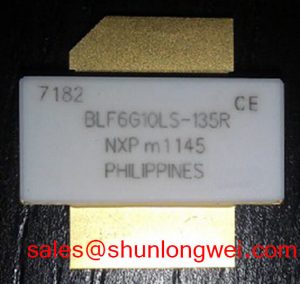 7182
CE
BLF6G10LS-135R
NXP m1145
PHILIPPINES
sales@shunlongwei.com